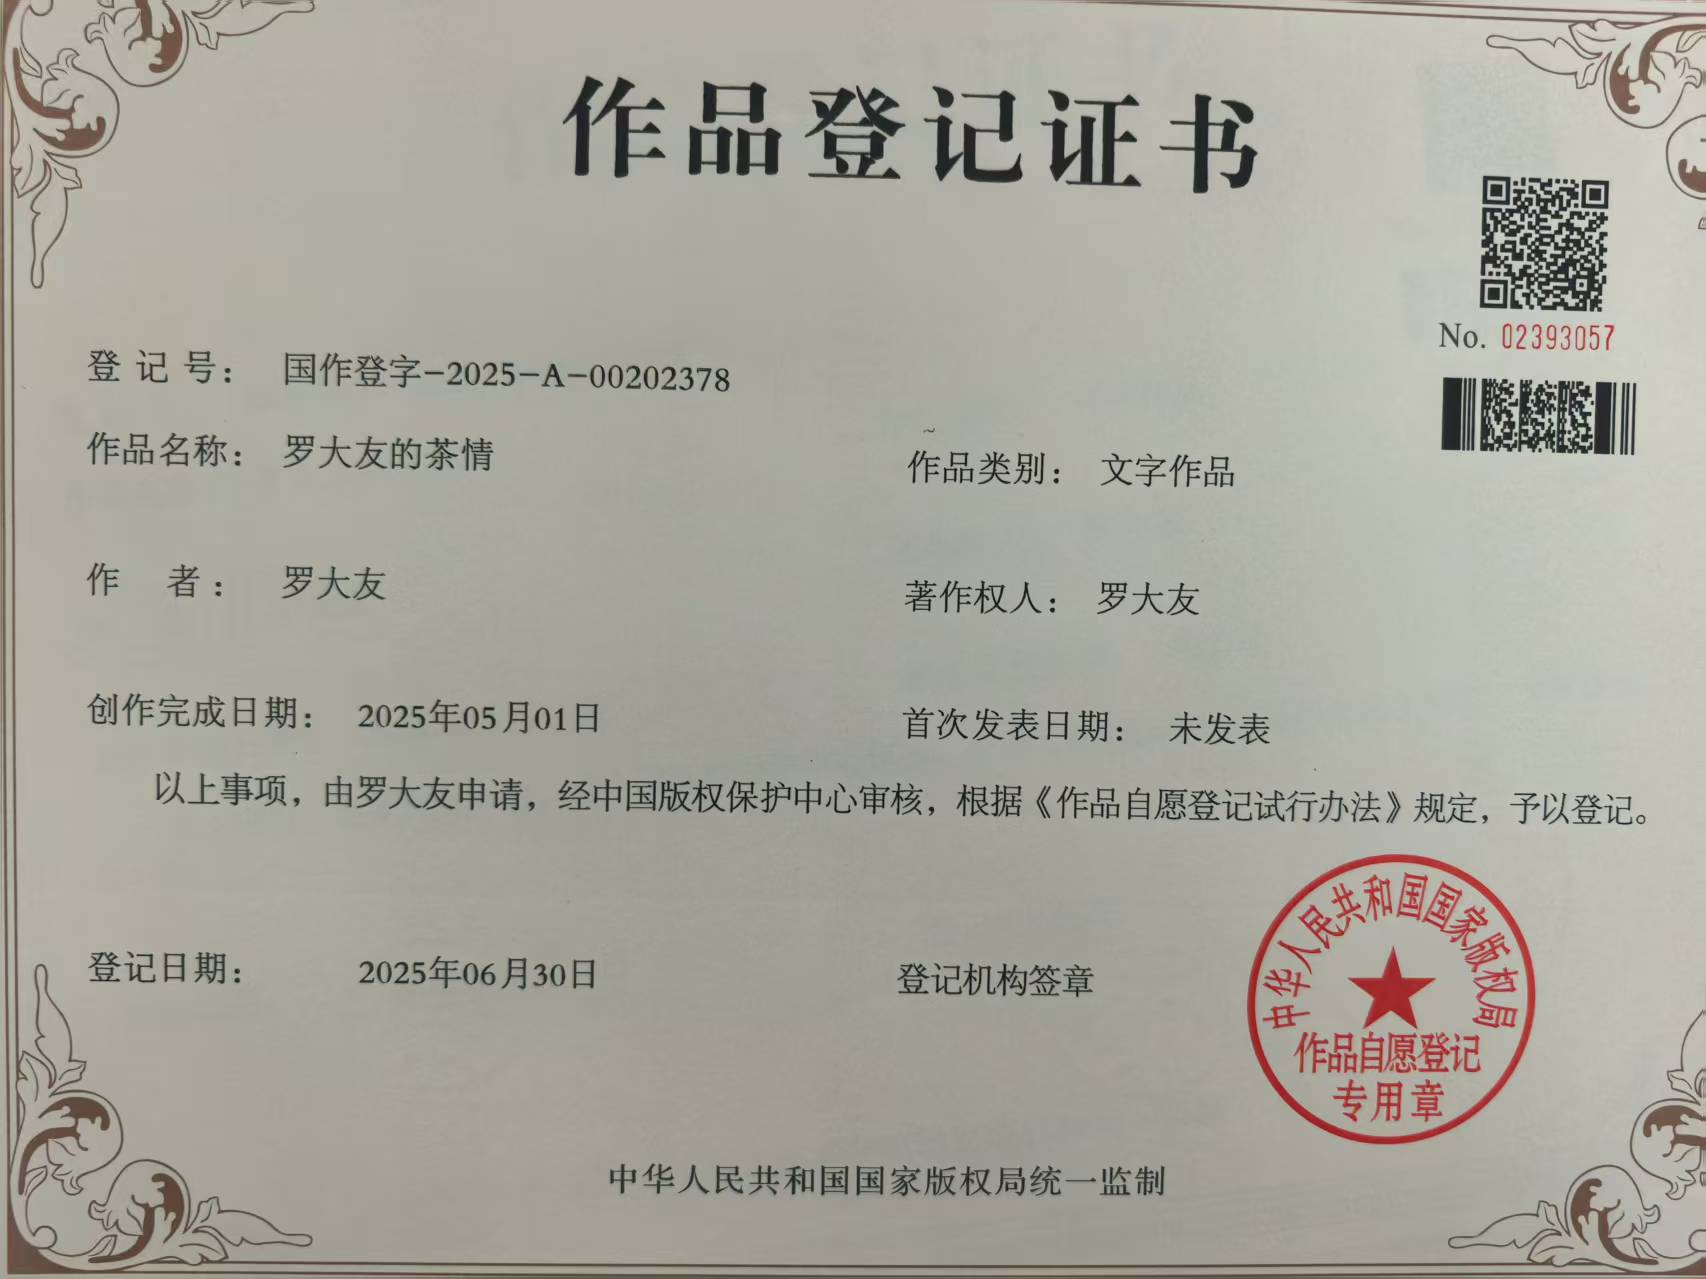 作品登记证书
No. 02393057
登 记 号： 国作登字-2025-A-00202378
作品名称： 罗大友的茶情
作品类别： 文字作品
作 者： 罗大友
著作权人： 罗大友
创作完成日期： 2025年05月01日
首次发表日期： 未发表
以上事项，由罗大友申请，经中国版权保护中心审核，根据《作品自愿登记试行办法》规定，予以登记。
登记日期： 2025年06月30日
登记机构签章
中华人民共和国国家版权局
作品自愿登记
专用章
中华人民共和国国家版权局统一监制